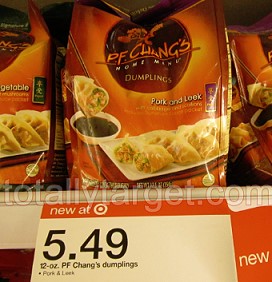 P.F. CHANG'S
HOME MENU
DUMPLINGS
Pork and Leek
egetable
totallytarget.com
new at
5.49
12-oz. PF Chang's dumplings
• Pork & Leek
new